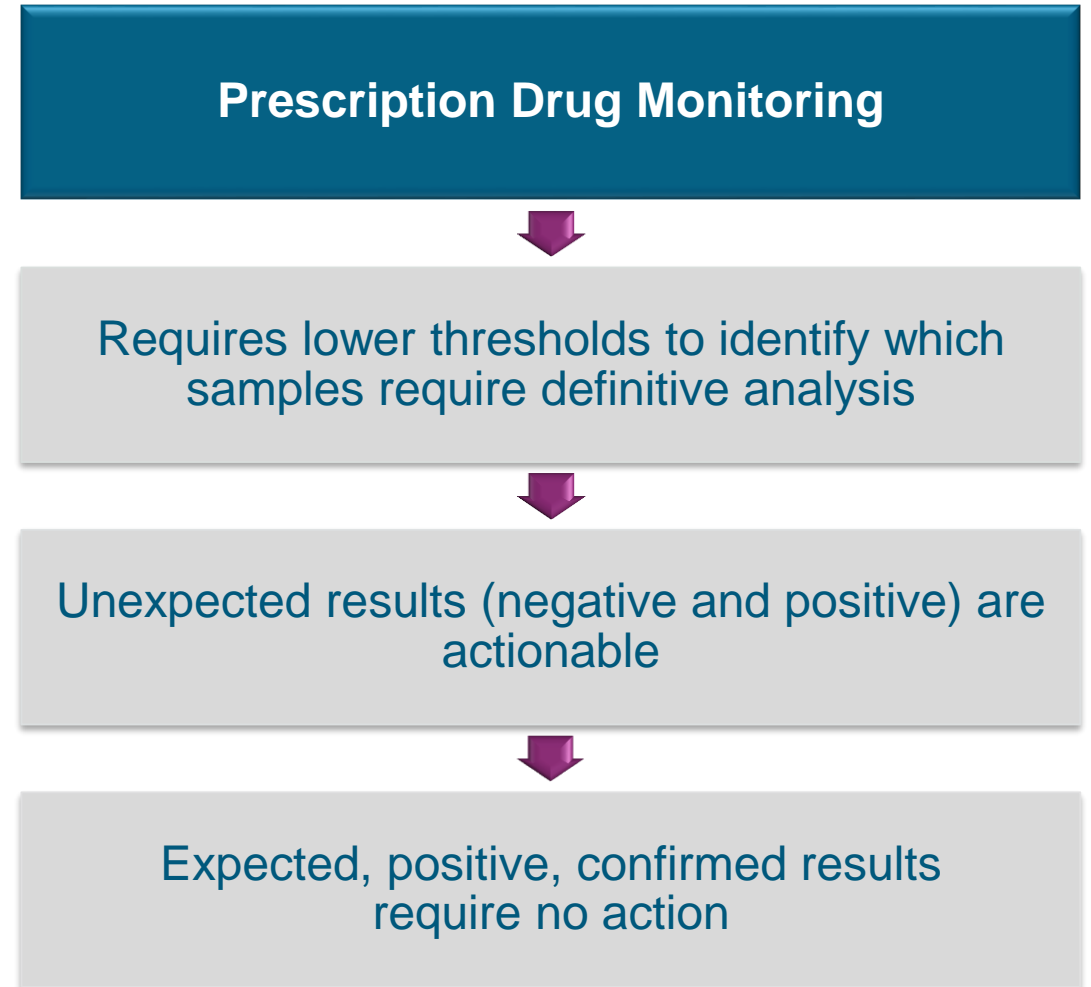 Prescription Drug Monitoring
Requires lower thresholds to identify which
samples require definitive analysis
Unexpected results (negative and positive) are
actionable
Expected, positive, confirmed results
require no action